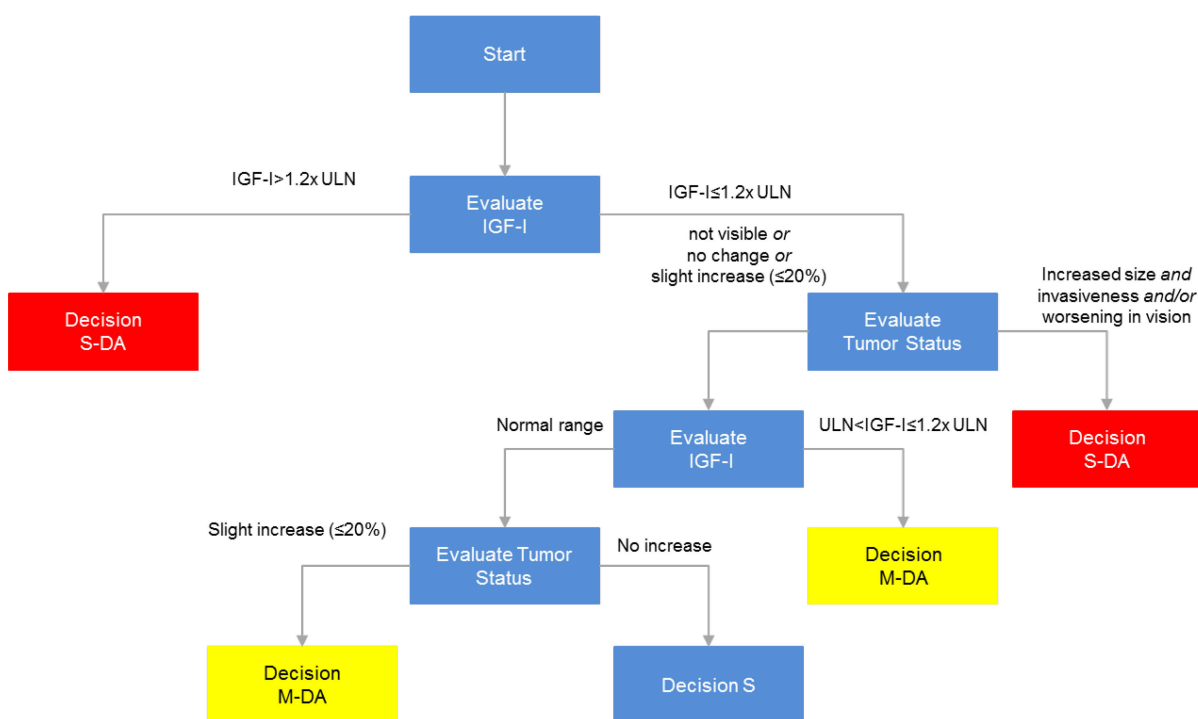 Start
IGF-I>1.2x ULN
Evaluate
IGF-I
IGF-I≤1.2x ULN
not visible or
no change or
slight increase (≤20%)
Increased size and
invasiveness and/or
worsening in vision
Decision
S-DA
Evaluate
Tumor Status
Normal range
Evaluate
IGF-I
ULN<IGF-I≤1.2x ULN
Decision
S-DA
Slight increase (≤20%)
Evaluate Tumor
Status
No increase
Decision
M-DA
Decision
M-DA
Decision S